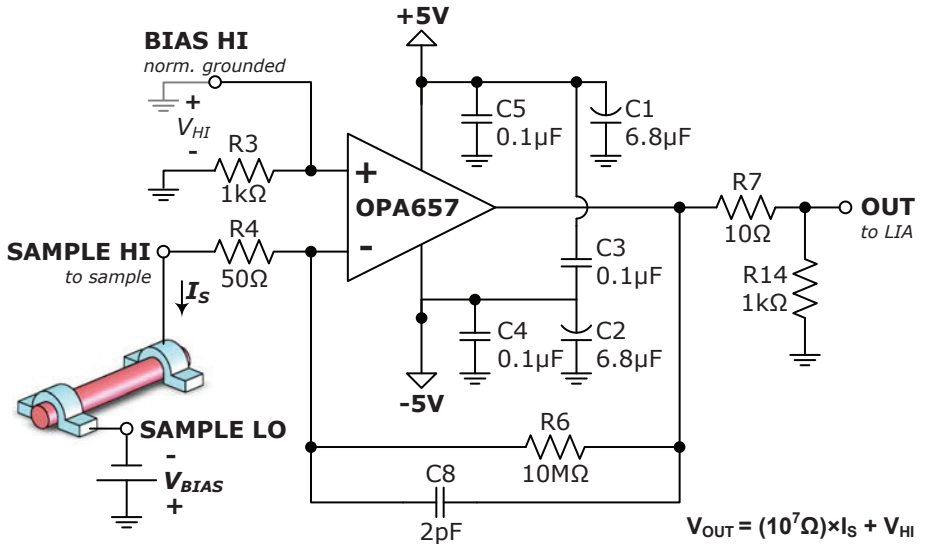 +5V
BIAS HI
norm. grounded
+
V_HI
-
R3
1kΩ
C5
0.1µF
C1
6.8µF
+
OPA657
-
R7
10Ω
OUT
to LIA
SAMPLE HI
to sample
R4
50Ω
I_S
C3
0.1µF
R14
1kΩ
C4
0.1µF
C2
6.8µF
-5V
SAMPLE LO
-
V_BIAS
+
R6
10MΩ
C8
2pF
V_OUT = (10⁷Ω)×I_S + V_HI